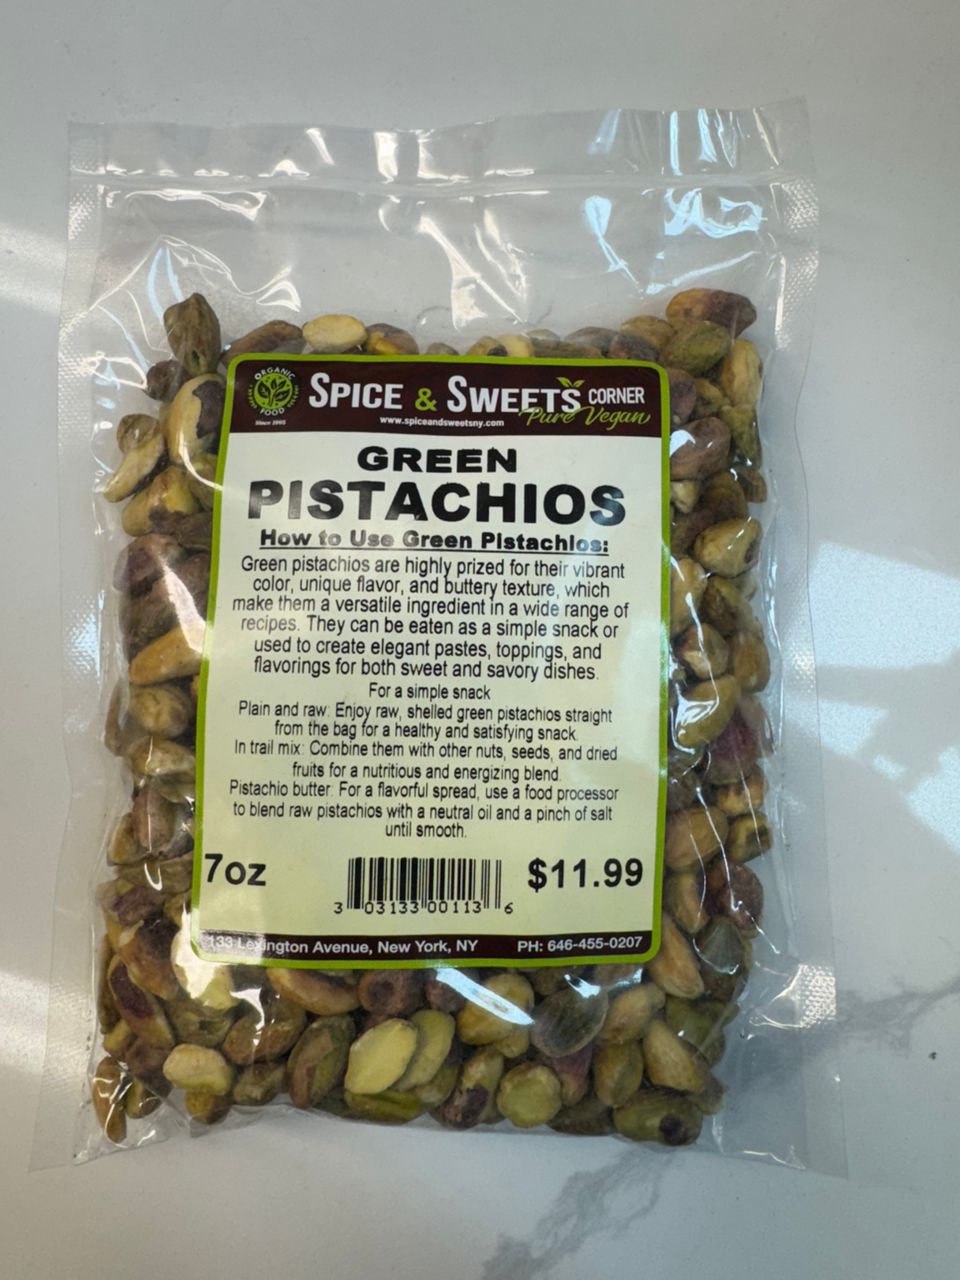 ORGANIC
FOOD
Since 1995
SPICE & SWEETS CORNER
Pure Vegan
www.spiceandsweetsny.com
GREEN
PISTACHIOS
How to Use Green Pistachios:
Green pistachios are highly prized for their vibrant
color, unique flavor, and buttery texture, which
make them a versatile ingredient in a wide range of
recipes. They can be eaten as a simple snack or
used to create elegant pastes, toppings, and
flavorings for both sweet and savory dishes.
For a simple snack
Plain and raw: Enjoy raw, shelled green pistachios straight
from the bag for a healthy and satisfying snack.
In trail mix: Combine them with other nuts, seeds, and dried
fruits for a nutritious and energizing blend.
Pistachio butter: For a flavorful spread, use a food processor
to blend raw pistachios with a neutral oil and a pinch of salt
until smooth.
7oz
$11.99
3 03133 00113 6
133 Lexington Avenue, New York, NY
PH: 646-455-0207